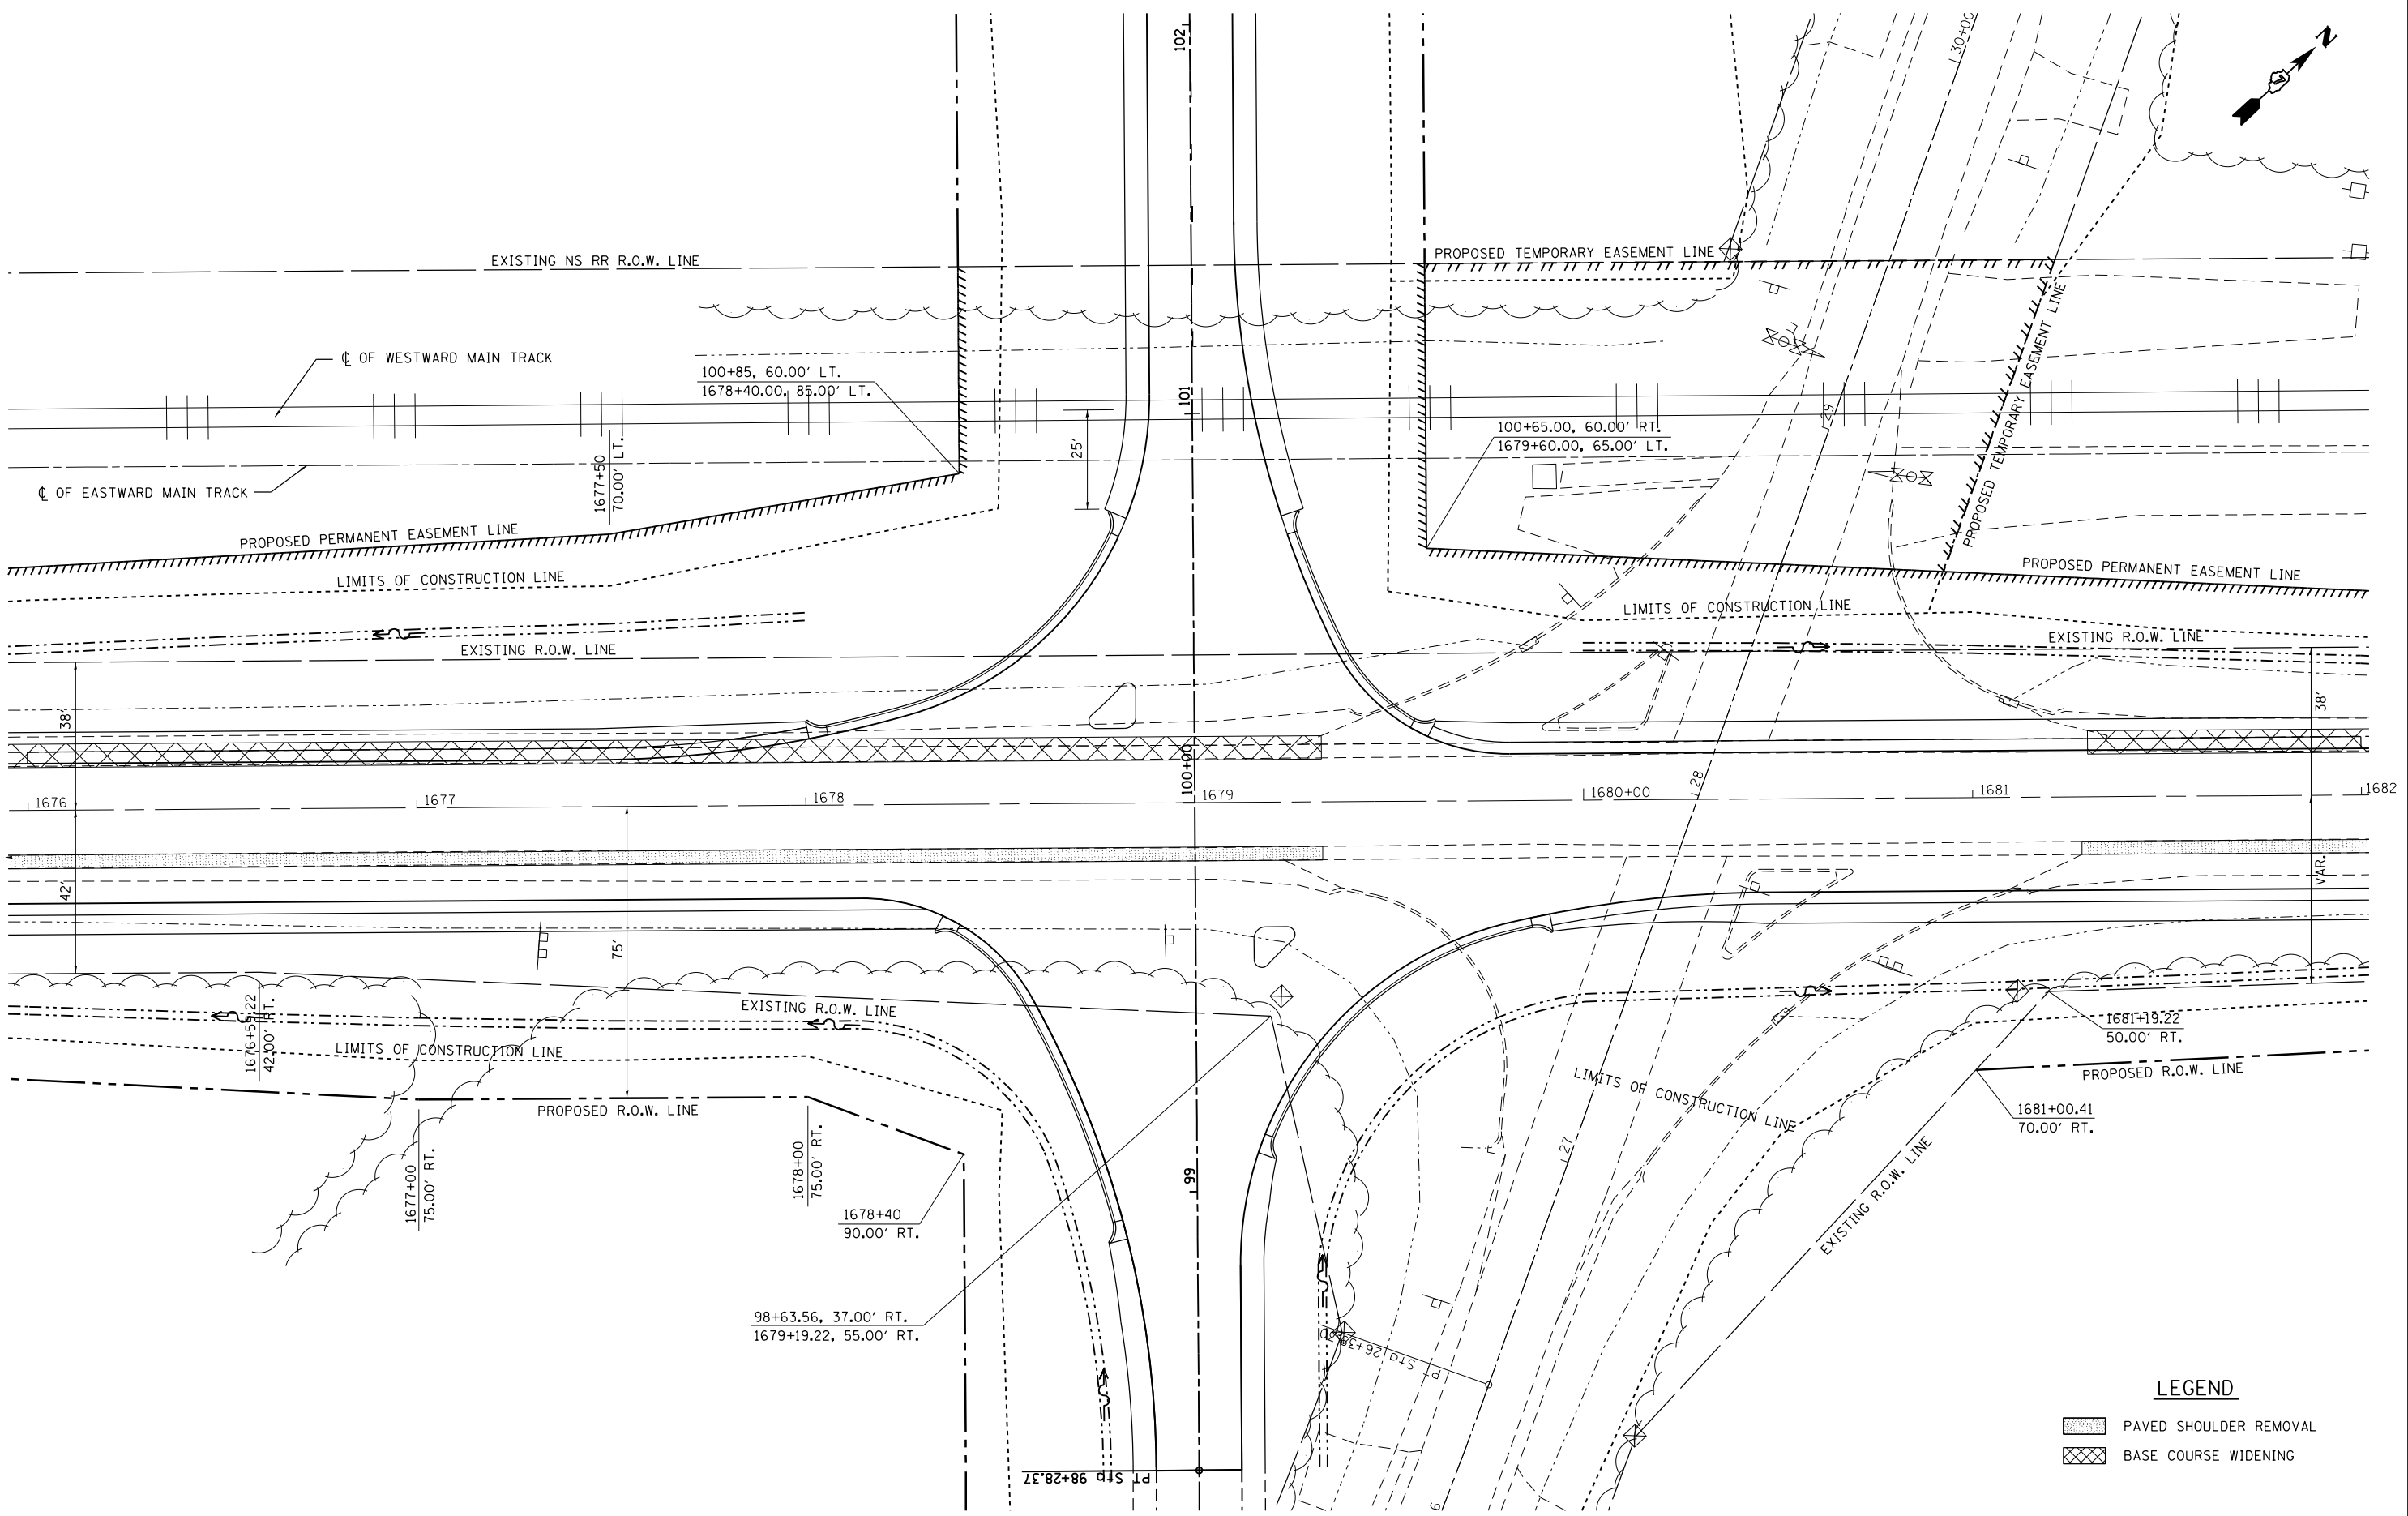 102
30+00
N
EXISTING NS RR R.O.W. LINE
PROPOSED TEMPORARY EASEMENT LINE
℄ OF WESTWARD MAIN TRACK
100+85, 60.00' LT.
1678+40.00, 85.00' LT.
101
25'
29
PROPOSED TEMPORARY EASEMENT LINE
100+65.00, 60.00' RT.
1679+60.00, 65.00' LT.
1677+50
70.00' LT.
℄ OF EASTWARD MAIN TRACK
PROPOSED PERMANENT EASEMENT LINE
PROPOSED PERMANENT EASEMENT LINE
LIMITS OF CONSTRUCTION LINE
LIMITS OF CONSTRUCTION LINE
EXISTING R.O.W. LINE
EXISTING R.O.W. LINE
38'
38'
100+00
28
1676
1677
1678
1679
1680+00
1681
1682
42'
75'
VAR.
EXISTING R.O.W. LINE
1676+59.22
42.00' RT.
LIMITS OF CONSTRUCTION LINE
1681+19.22
50.00' RT.
PROPOSED R.O.W. LINE
PROPOSED R.O.W. LINE
LIMITS OF CONSTRUCTION LINE
1681+00.41
70.00' RT.
1677+00
75.00' RT.
1678+00
75.00' RT.
99
27
EXISTING R.O.W. LINE
1678+40
90.00' RT.
98+63.56, 37.00' RT.
1679+19.22, 55.00' RT.
PT Sta
PT Sta 98+28.37
6
LEGEND
PAVED SHOULDER REMOVAL
BASE COURSE WIDENING